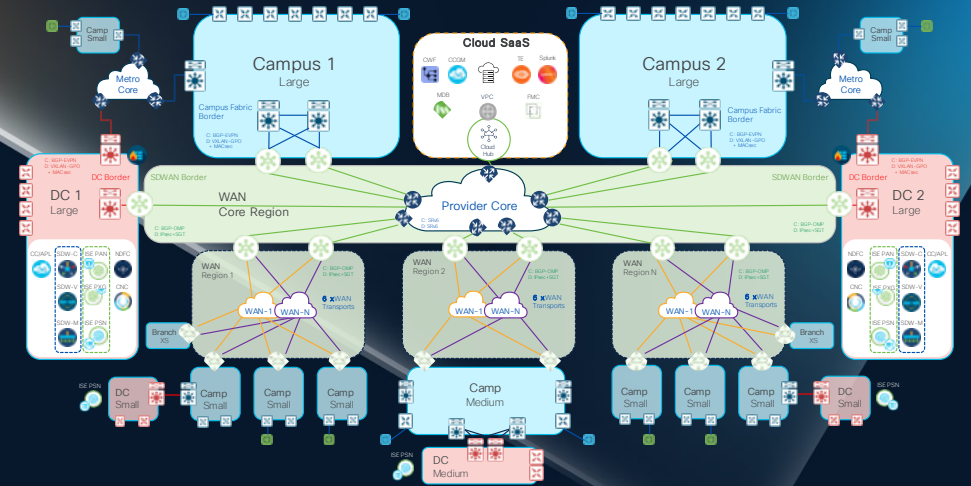 Camp
Small
Metro
Core
Campus 1
Large
Campus Fabric
Border
C: BGP-EVPN
D: VXLAN-GPO
+ MACsec
Cloud SaaS
CWF
CCGM
TE
Splunk
MDB
VPC
FMC
Cloud
Hub
Campus 2
Large
Campus Fabric
Border
C: BGP-EVPN
D: VXLAN-GPO
+ MACsec
Camp
Small
Metro
Core
C: BGP-EVPN
D: VXLAN-GPO
+ MACsec
DC Border
DC 1
Large
SDWAN Border
WAN
Core Region
Provider Core
C: SRv6
D: SRv6
C: BGP-OMP
D: IPsec+SGT
SDWAN Border
C: BGP-OMP
D: IPsec+SGT
C: BGP-EVPN
D: VXLAN-GPO
+ MACsec
DC Border
DC 2
Large
CC/APL
SDW-C
ISE PAN
NDFC
SDW-V
ISE PXG
CNC
SDW-M
ISE PSN
WAN
Region 1
C: BGP-OMP
D: IPsec+SGT
6 xWAN
Transports
WAN-1
WAN-N
WAN
Region 2
C: BGP-OMP
D: IPsec+SGT
6 xWAN
Transports
WAN-1
WAN-N
WAN
Region N
C: BGP-OMP
D: IPsec+SGT
6 xWAN
Transports
WAN-1
WAN-N
NDFC
ISE PAN
SDW-C
CC/APL
CNC
ISE PXG
SDW-V
ISE PSN
SDW-M
Branch
XS
Branch
XS
ISE PSN
DC
Small
Camp
Small
Camp
Small
Camp
Small
Camp
Medium
Camp
Small
Camp
Small
Camp
Small
DC
Small
ISE PSN
ISE PSN
DC
Medium